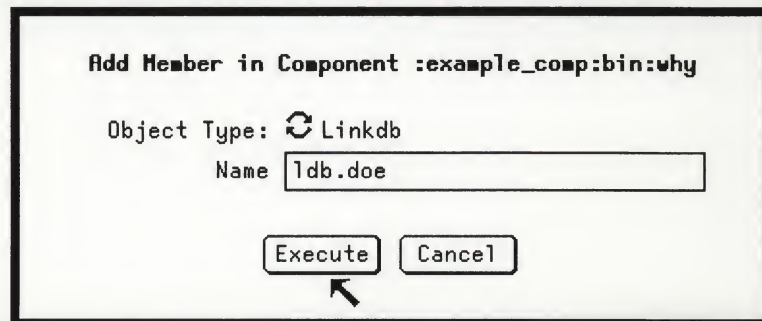 Add Member in Component :example_comp:bin:why
Object Type: Linkdb
Name ldb.doe
Execute Cancel